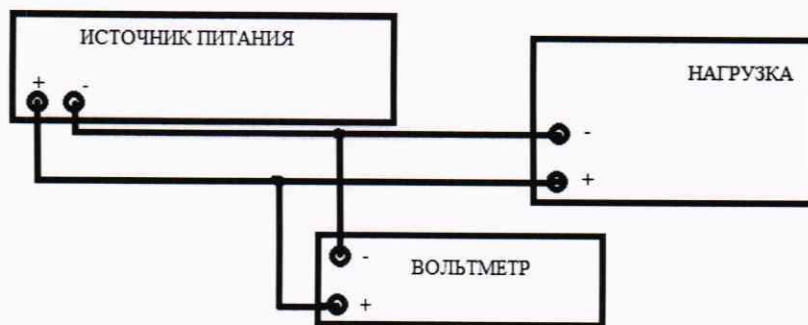 ИСТОЧНИК ПИТАНИЯ
+ -
НАГРУЗКА
-
+
ВОЛЬТМЕТР
-
+